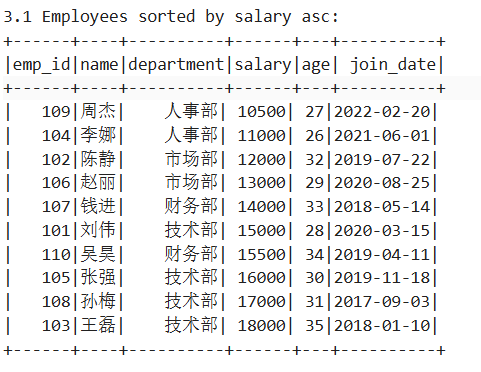 3.1 Employees sorted by salary asc:
+------+----+----------+------+---+----------+
|emp_id|name|department|salary|age| join_date|
+------+----+----------+------+---+----------+
|   109|周杰|    人事部| 10500| 27|2022-02-20|
|   104|李娜|    人事部| 11000| 26|2021-06-01|
|   102|陈静|    市场部| 12000| 32|2019-07-22|
|   106|赵丽|    市场部| 13000| 29|2020-08-25|
|   107|钱进|    财务部| 14000| 33|2018-05-14|
|   101|刘伟|    技术部| 15000| 28|2020-03-15|
|   110|吴昊|    财务部| 15500| 34|2019-04-11|
|   105|张强|    技术部| 16000| 30|2019-11-18|
|   108|孙梅|    技术部| 17000| 31|2017-09-03|
|   103|王磊|    技术部| 18000| 35|2018-01-10|
+------+----+----------+------+---+----------+